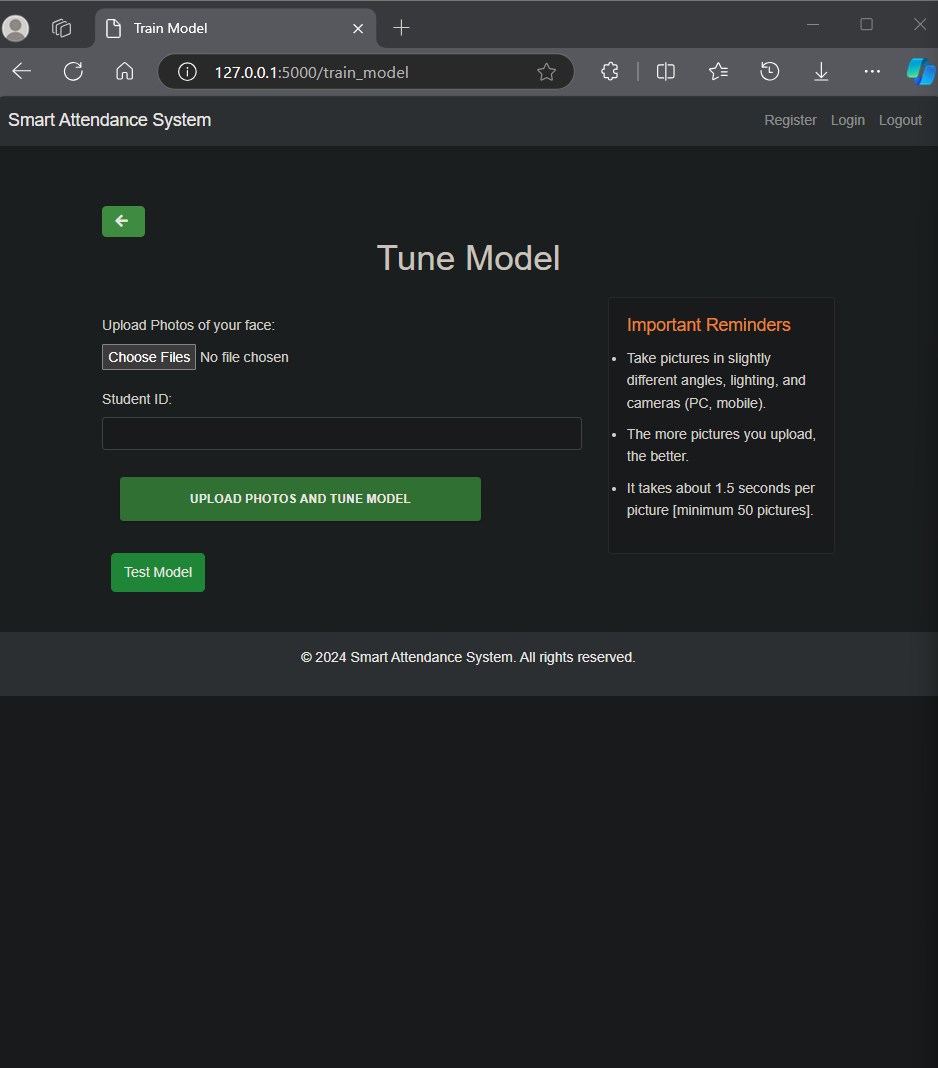 Train Model
127.0.0.1:5000/train_model
Smart Attendance System
Register Login Logout
Tune Model
Upload Photos of your face:
Choose Files No file chosen
Student ID:
UPLOAD PHOTOS AND TUNE MODEL
Test Model
Important Reminders
Take pictures in slightly
different angles, lighting, and
cameras (PC, mobile).
The more pictures you upload,
the better.
It takes about 1.5 seconds per
picture [minimum 50 pictures].
© 2024 Smart Attendance System. All rights reserved.